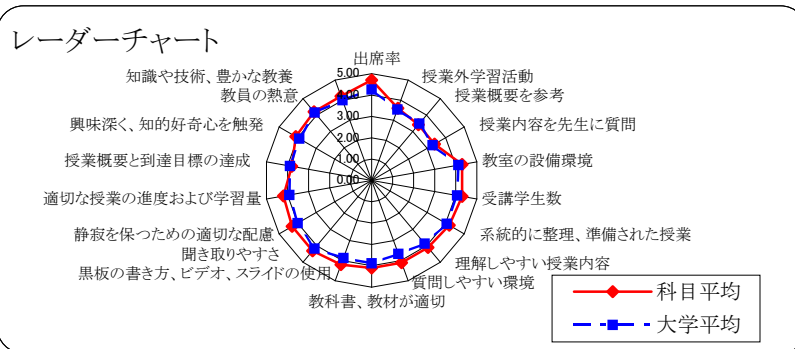 レーダーチャート
出席率
授業外学習活動
授業概要を参考
授業内容を先生に質問
教室の設備環境
受講学生数
系統的に整理、準備された授業
理解しやすい授業内容
質問しやすい環境
教科書、教材が適切
黒板の書き方、ビデオ、スライドの使用
聞き取りやすさ
静寂を保つための適切な配慮
適切な授業の進度および学習量
授業概要と到達目標の達成
興味深く、知的好奇心を触発
教員の熱意
知識や技術、豊かな教養
5.00
4.00
3.00
2.00
1.00
0.00
科目平均
大学平均